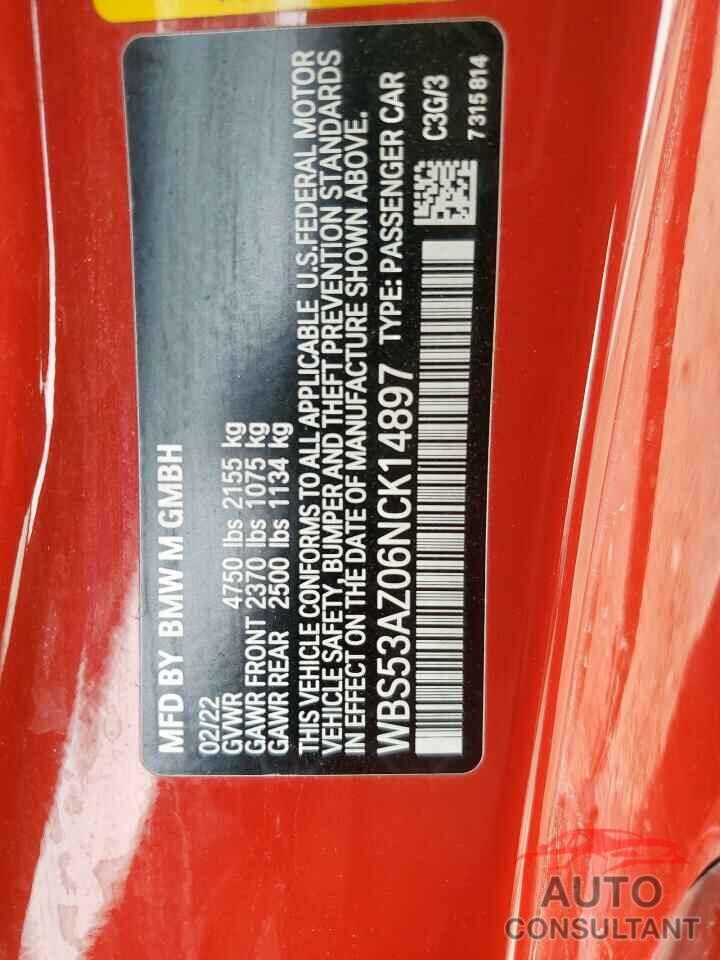 MFD BY BMW M GMBH
02/22
GVWR 4750 lbs 2155 kg
GAWR FRONT 2370 lbs 1075 kg
GAWR REAR 2500 lbs 1134 kg
THIS VEHICLE CONFORMS TO ALL APPLICABLE U.S.FEDERAL MOTOR
VEHICLE SAFETY, BUMPER AND THEFT PREVENTION STANDARDS
IN EFFECT ON THE DATE OF MANUFACTURE SHOWN ABOVE.
WBS53AZ06NCK14897 TYPE: PASSENGER CAR
C3G/3
7315814
AUTO
CONSULTANT